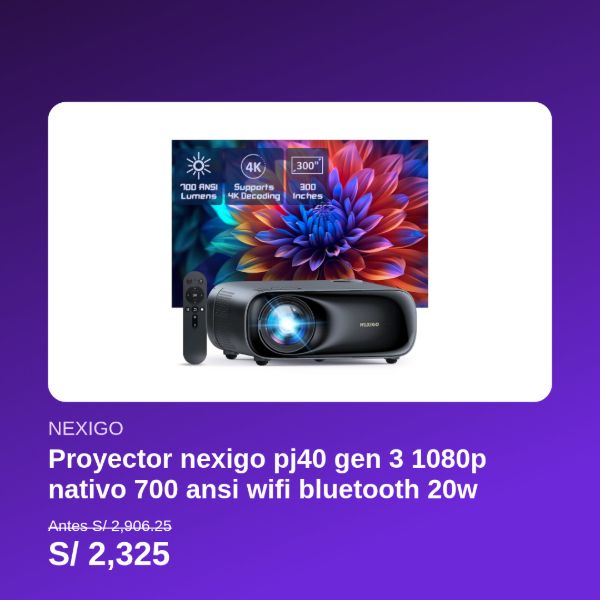 700 ANSI
Lumens
4K
Supports
4K Decoding
300"
300
Inches
NEXIGO
NEXIGO
Proyector nexigo pj40 gen 3 1080p
nativo 700 ansi wifi bluetooth 20w
Antes S/ 2,906.25
S/ 2,325